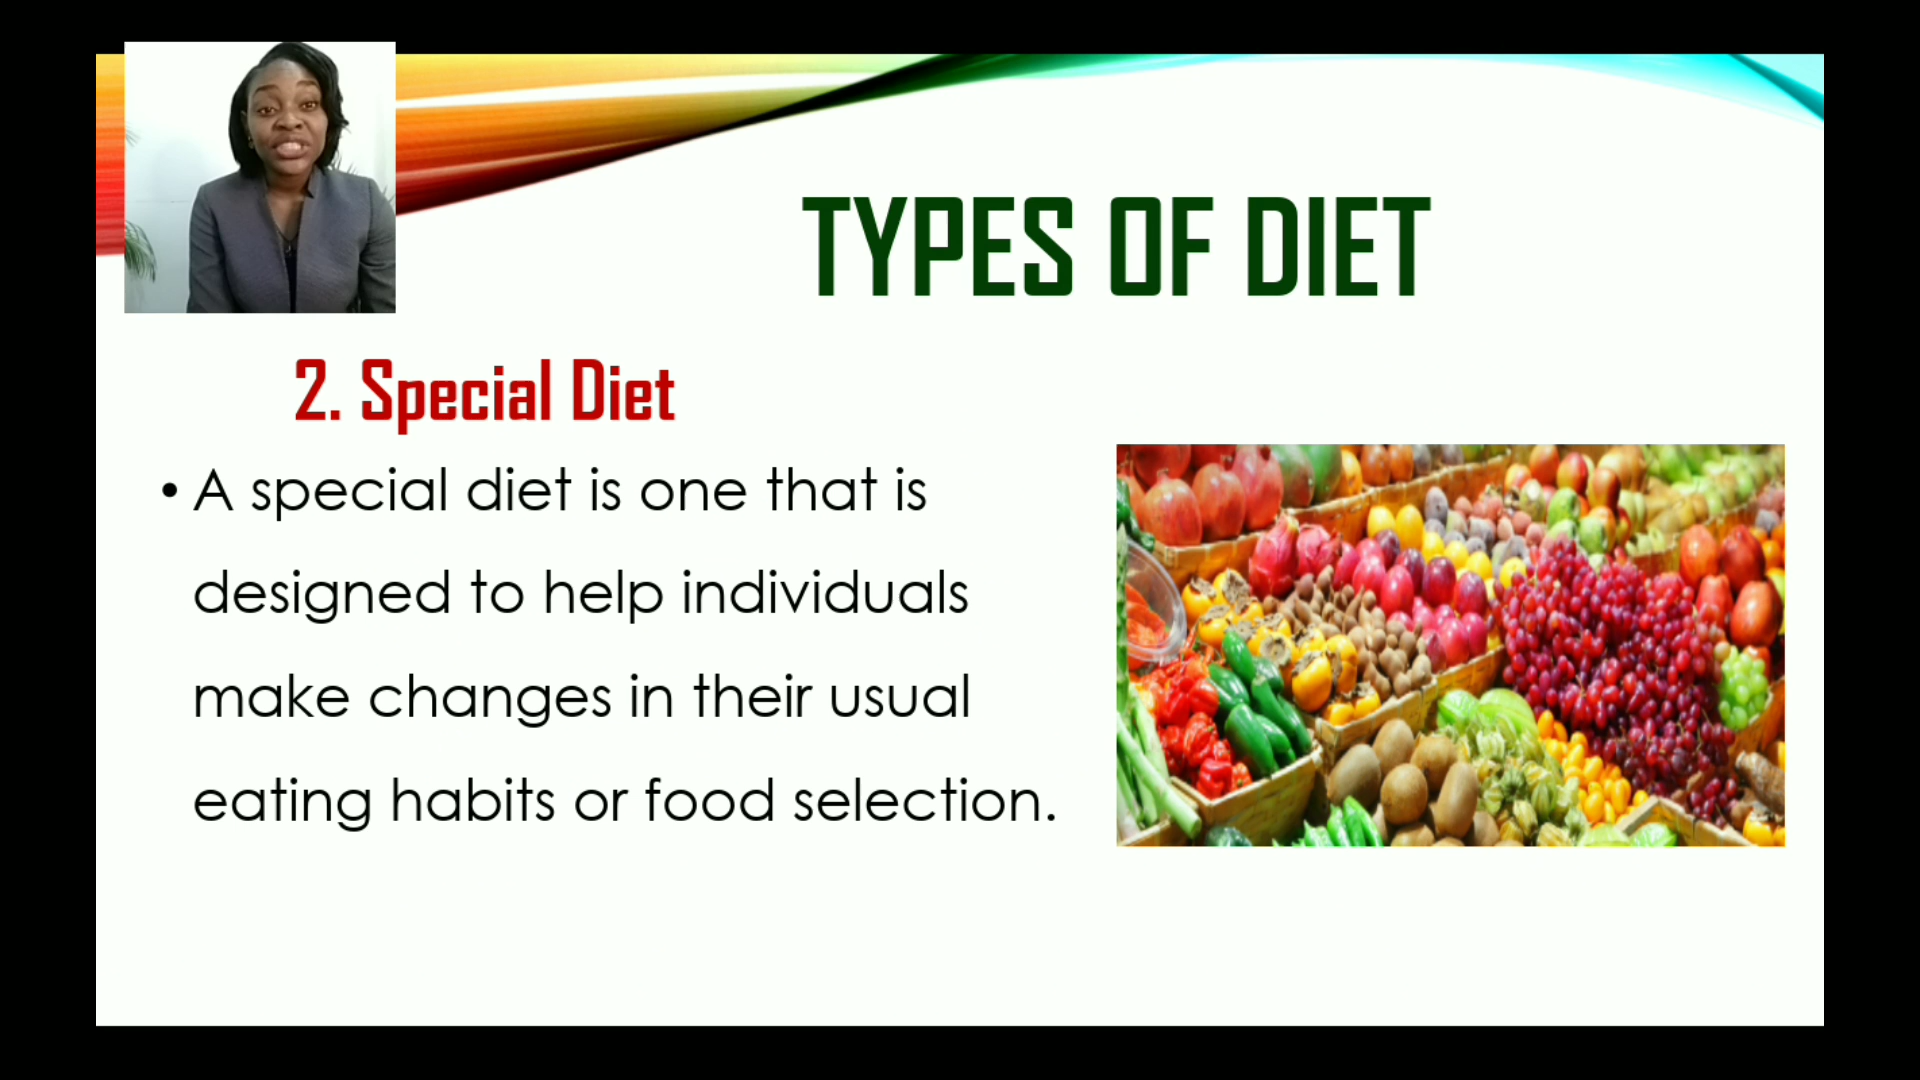 TYPES OF DIET
2. Special Diet
• A special diet is one that is
designed to help individuals
make changes in their usual
eating habits or food selection.